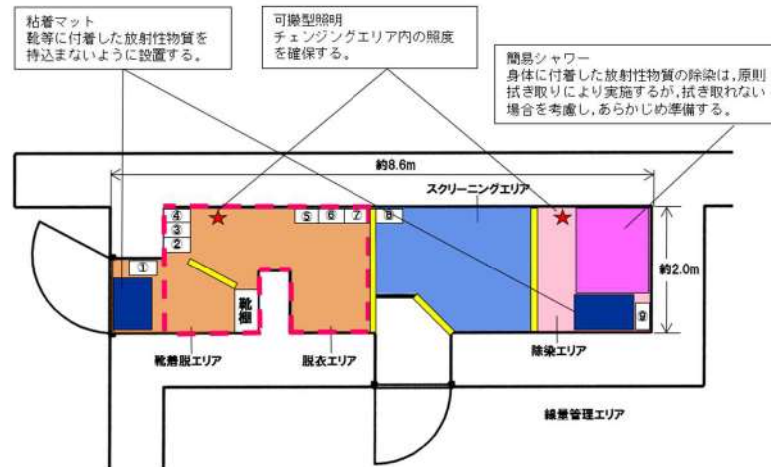 粘着マット
靴等に付着した放射性物質を
持込まないように設置する。
可搬型照明
チェンジングエリア内の照度
を確保する。
簡易シャワー
身体に付着した放射性物質の除染は,原則
拭き取りにより実施するが,拭き取れない
場合を考慮し,あらかじめ準備する。
約8.6m
スクリーニングエリア
④
③
②
①
⑤ ⑥ ⑦ ⑧
約2.0m
靴棚
⑨
靴着脱エリア
脱衣エリア
除染エリア
線量管理エリア